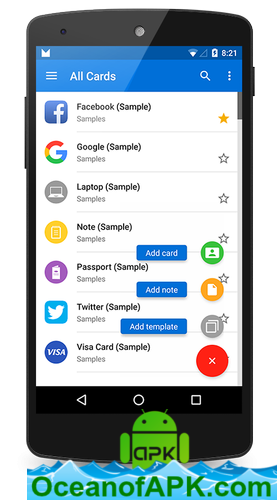 8:21
All Cards
Facebook (Sample)
Samples
Google (Sample)
Samples
Laptop (Sample)
Samples
Note (Sample)
Samples
Add card
Passport (Sample)
Samples
Add note
Twitter (Sample)
Samples
Add template
VISA
Visa Card (Sample)
Samples
APK
OceanofAPK.com